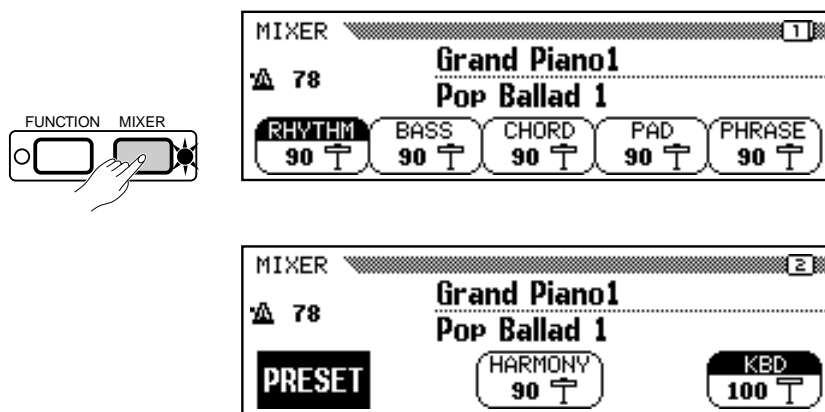 MIXER 1
Grand Piano1
78
Pop Ballad 1
RHYTHM BASS CHORD PAD PHRASE
90 90 90 90 90
FUNCTION MIXER
MIXER 2
Grand Piano1
78
Pop Ballad 1
PRESET
HARMONY KBD
90 100